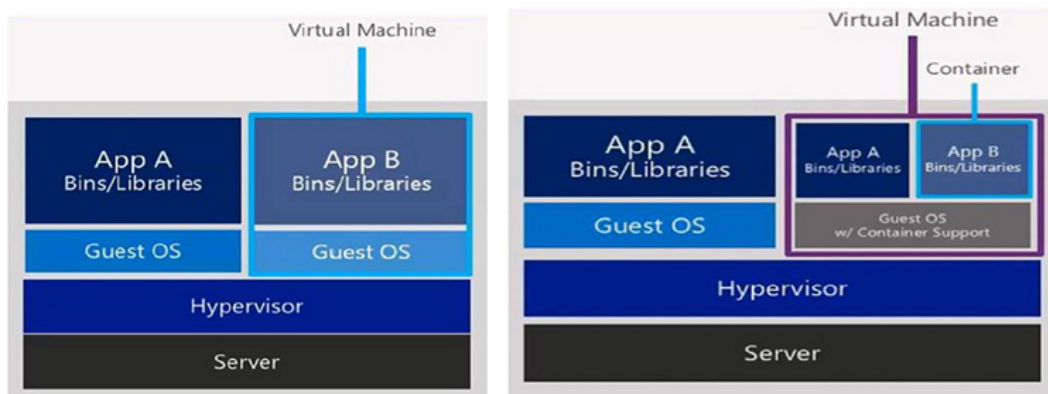 Virtual Machine
App A
Bins/Libraries
App B
Bins/Libraries
Guest OS
Guest OS
Hypervisor
Server
Virtual Machine
Container
App A
Bins/Libraries
App A
Bins/Libraries
App B
Bins/Libraries
Guest OS
Guest OS
w/ Container Support
Hypervisor
Server